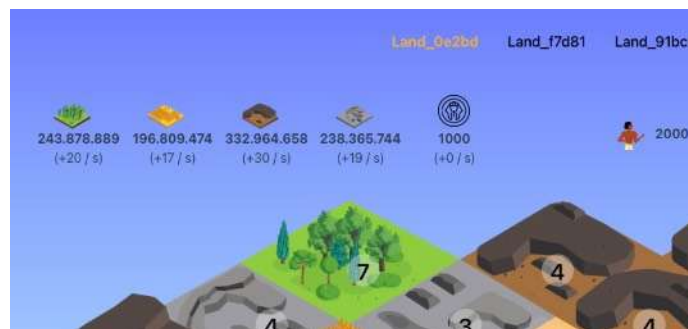 Land_0e2bd Land_f7d81 Land_91bc
243.878.889 196.809.474 332.964.658 238.365.744 1000 2000
(+20 / s) (+17 / s) (+30 / s) (+19 / s) (+0 / s)
7
4
4
3
4